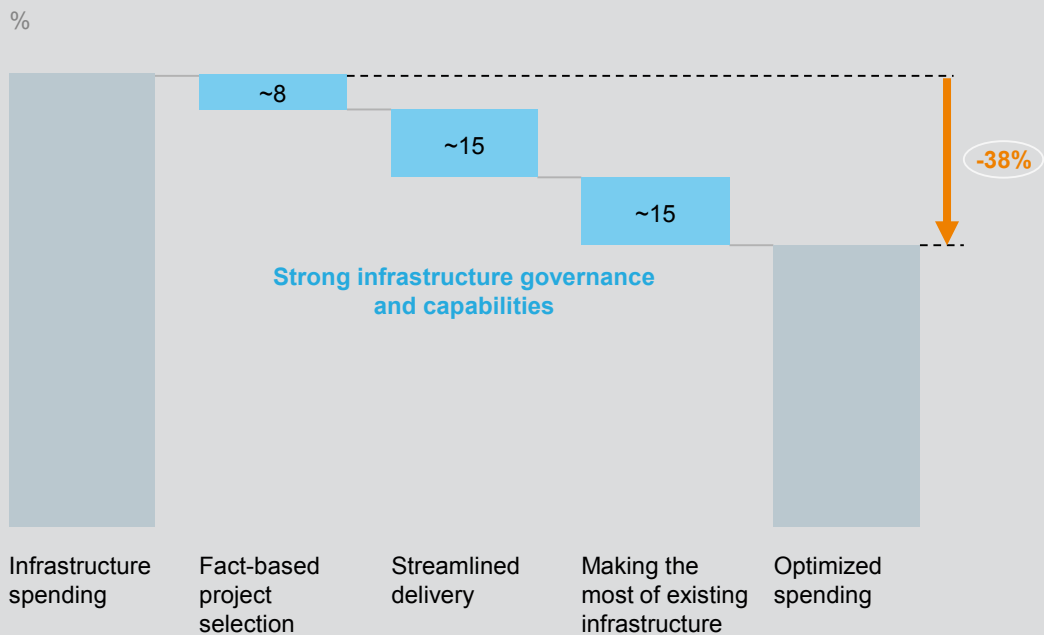 %
~8
~15
~15
-38%
Strong infrastructure governance
and capabilities
Infrastructure
spending
Fact-based
project
selection
Streamlined
delivery
Making the
most of existing
infrastructure
Optimized
spending